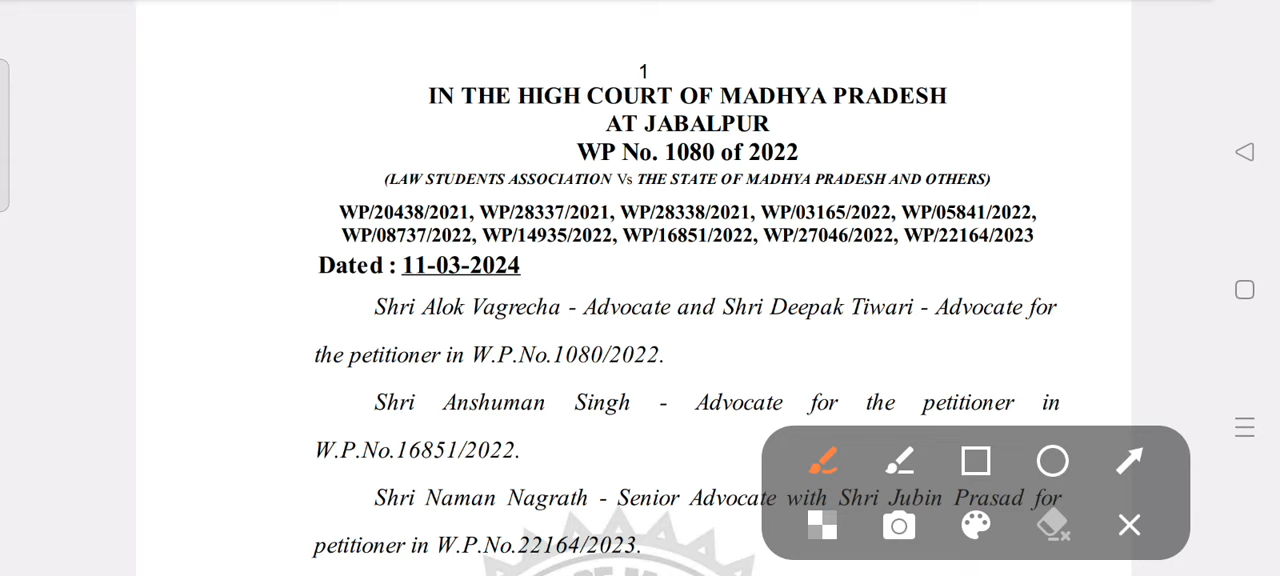 1
IN THE HIGH COURT OF MADHYA PRADESH
AT JABALPUR
WP No. 1080 of 2022
(LAW STUDENTS ASSOCIATION Vs THE STATE OF MADHYA PRADESH AND OTHERS)
WP/20438/2021, WP/28337/2021, WP/28338/2021, WP/03165/2022, WP/05841/2022,
WP/08737/2022, WP/14935/2022, WP/16851/2022, WP/27046/2022, WP/22164/2023
Dated : 11-03-2024
Shri Alok Vagrecha - Advocate and Shri Deepak Tiwari - Advocate for
the petitioner in W.P.No.1080/2022.
Shri Anshuman Singh - Advocate for the petitioner in
W.P.No.16851/2022.
Shri Naman Nagrath - Senior Advocate with Shri Jubin Prasad for
petitioner in W.P.No.22164/2023.